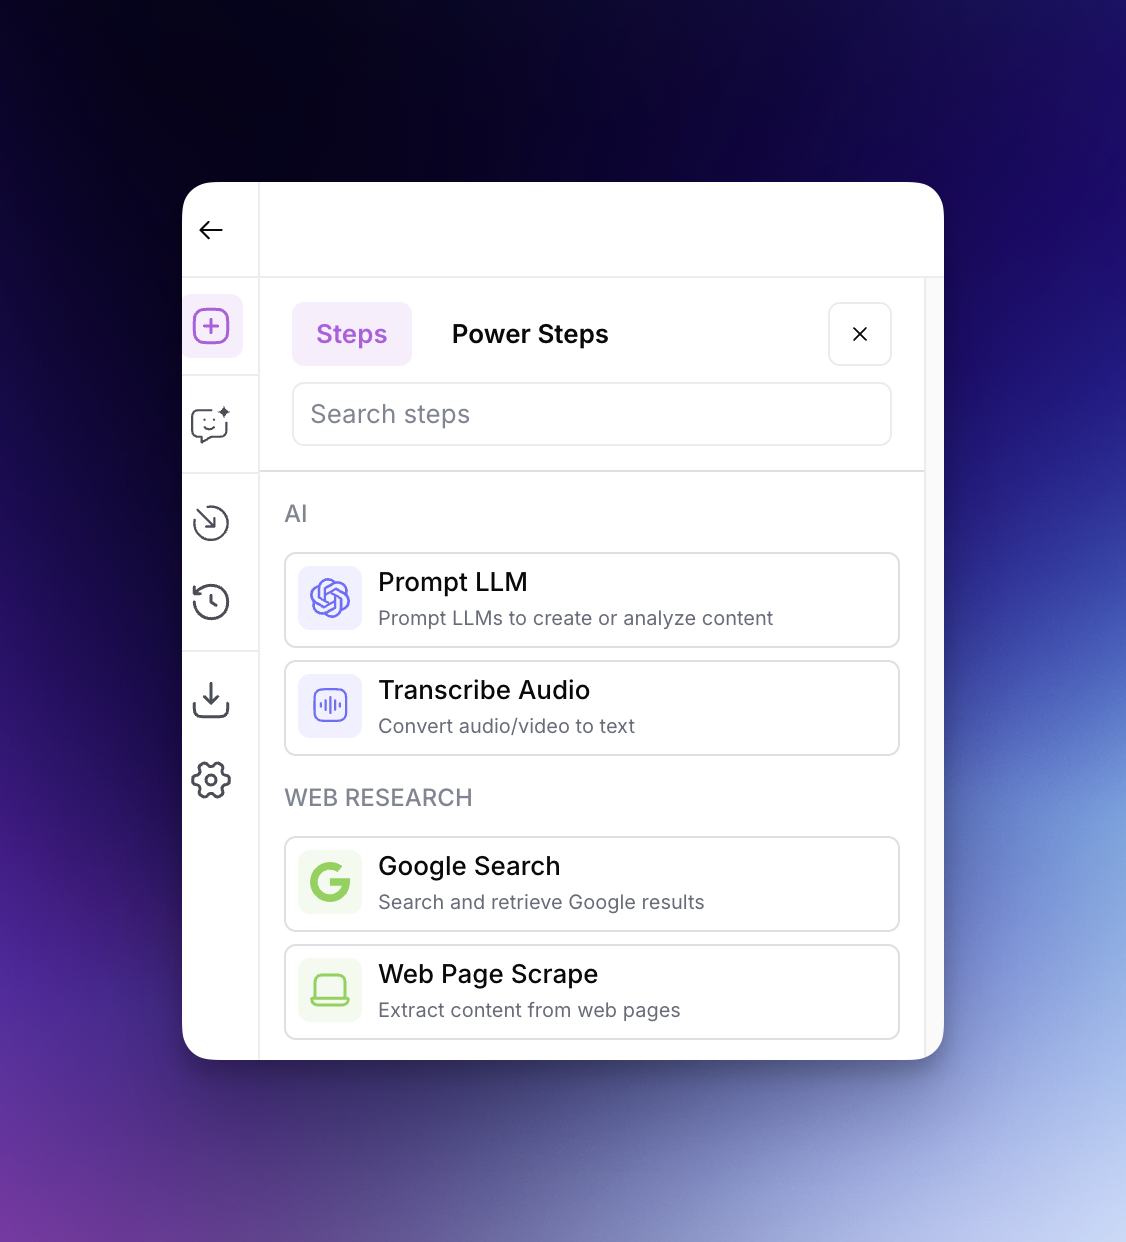 Steps
Power Steps
Search steps
AI
Prompt LLM
Prompt LLMs to create or analyze content
Transcribe Audio
Convert audio/video to text
WEB RESEARCH
Google Search
Search and retrieve Google results
Web Page Scrape
Extract content from web pages